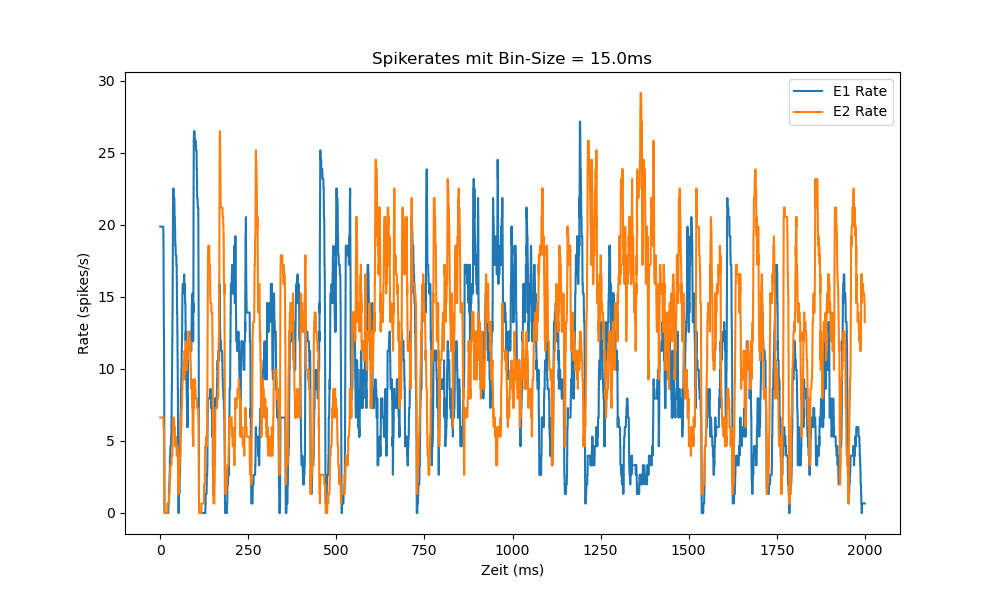 Spikerates mit Bin-Size = 15.0ms
E1 Rate
E2 Rate
30
25
20
15
10
5
0
Rate (spikes/s)
0 250 500 750 1000 1250 1500 1750 2000
Zeit (ms)